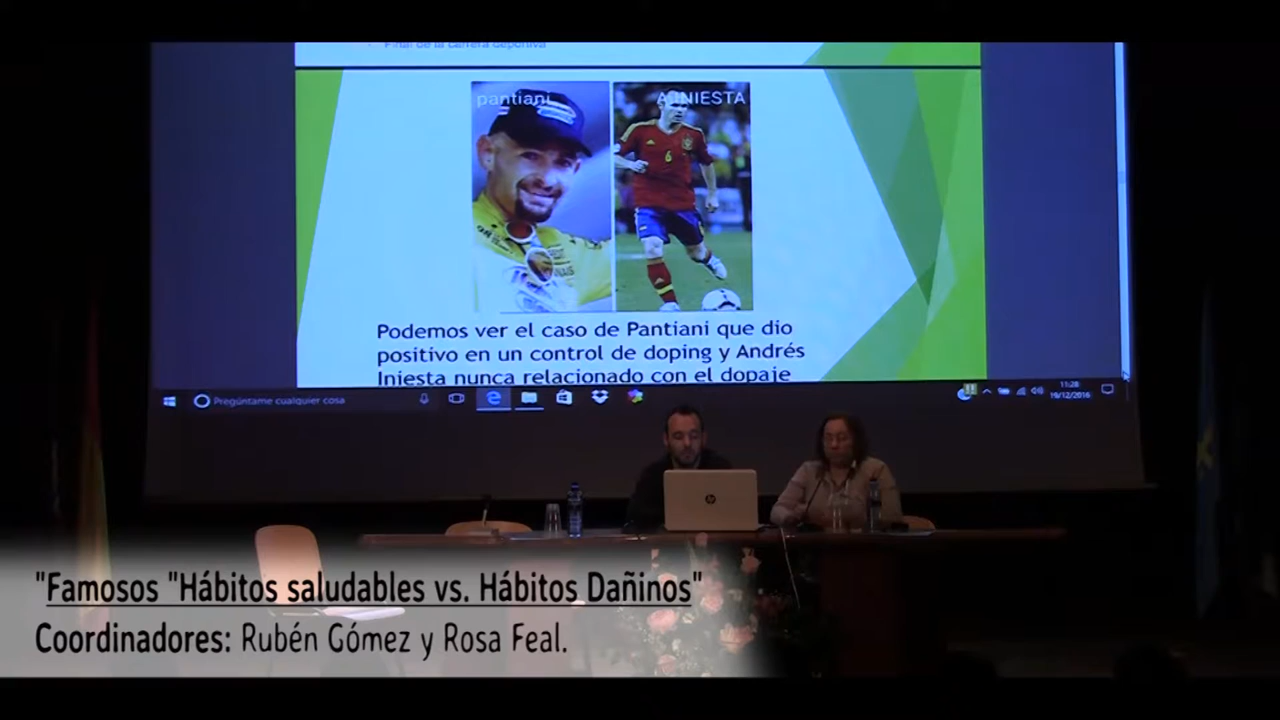 Final de la carrera deportiva
pantiani
A.INIESTA
6
Podemos ver el caso de Pantiani que dio
positivo en un control de doping y Andrés
Iniesta nunca relacionado con el dopaje
Pregúntame cualquier cosa
11:28
19/12/2016
hp
"Famosos "Hábitos saludables vs. Hábitos Dañinos"
Coordinadores: Rubén Gómez y Rosa Feal.